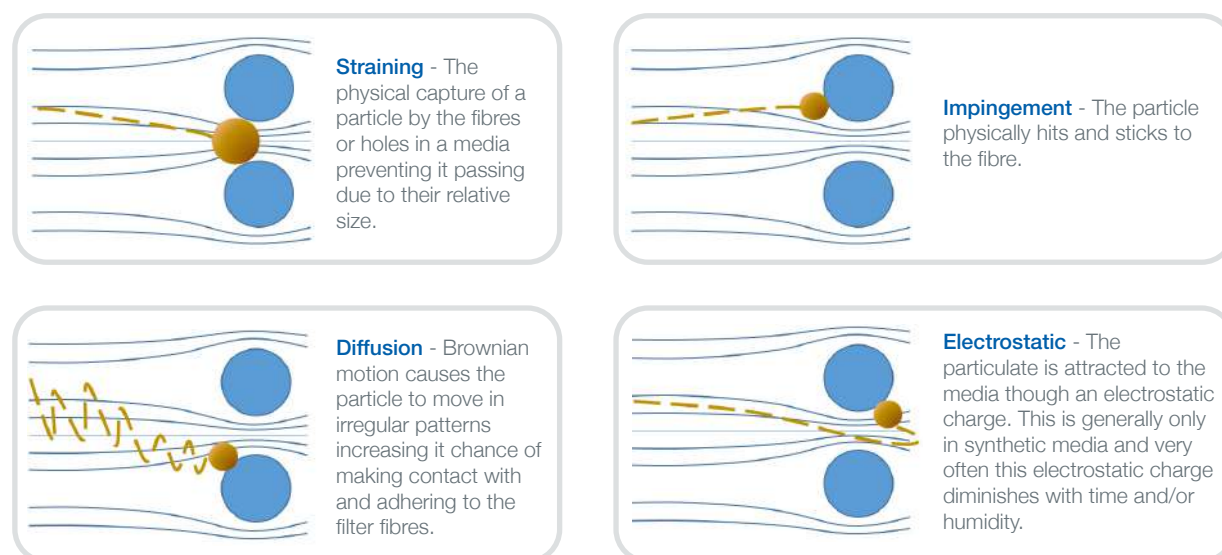 Straining - The
physical capture of a
particle by the fibres
or holes in a media
preventing it passing
due to their relative
size.
Impingement - The particle
physically hits and sticks to
the fibre.
Diffusion - Brownian
motion causes the
particle to move in
irregular patterns
increasing it chance of
making contact with
and adhering to the
filter fibres.
Electrostatic - The
particulate is attracted to the
media though an electrostatic
charge. This is generally only
in synthetic media and very
often this electrostatic charge
diminishes with time and/or
humidity.